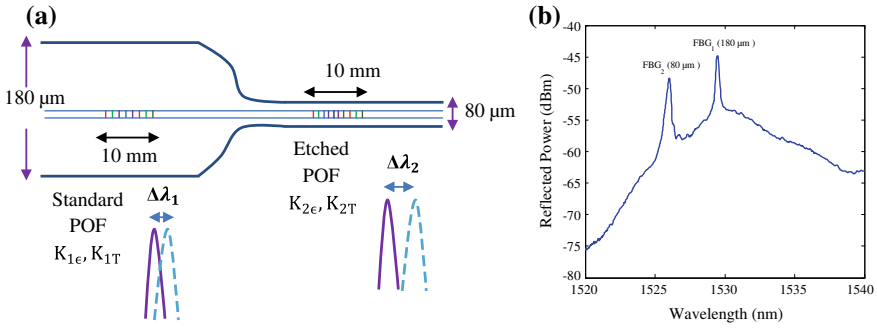 (a)
10 mm
180 μm
80 μm
10 mm
Etched
POF
K2ϵ, K2T
Standard
POF
K1ϵ, K1T
Δλ1
Δλ2
(b)
-40
-45
-50
-55
-60
-65
-70
-75
-80
Reflected Power (dBm)
FBG1 (180 μm)
FBG2 (80 μm)
1520
1525
1530
1535
1540
Wavelength (nm)